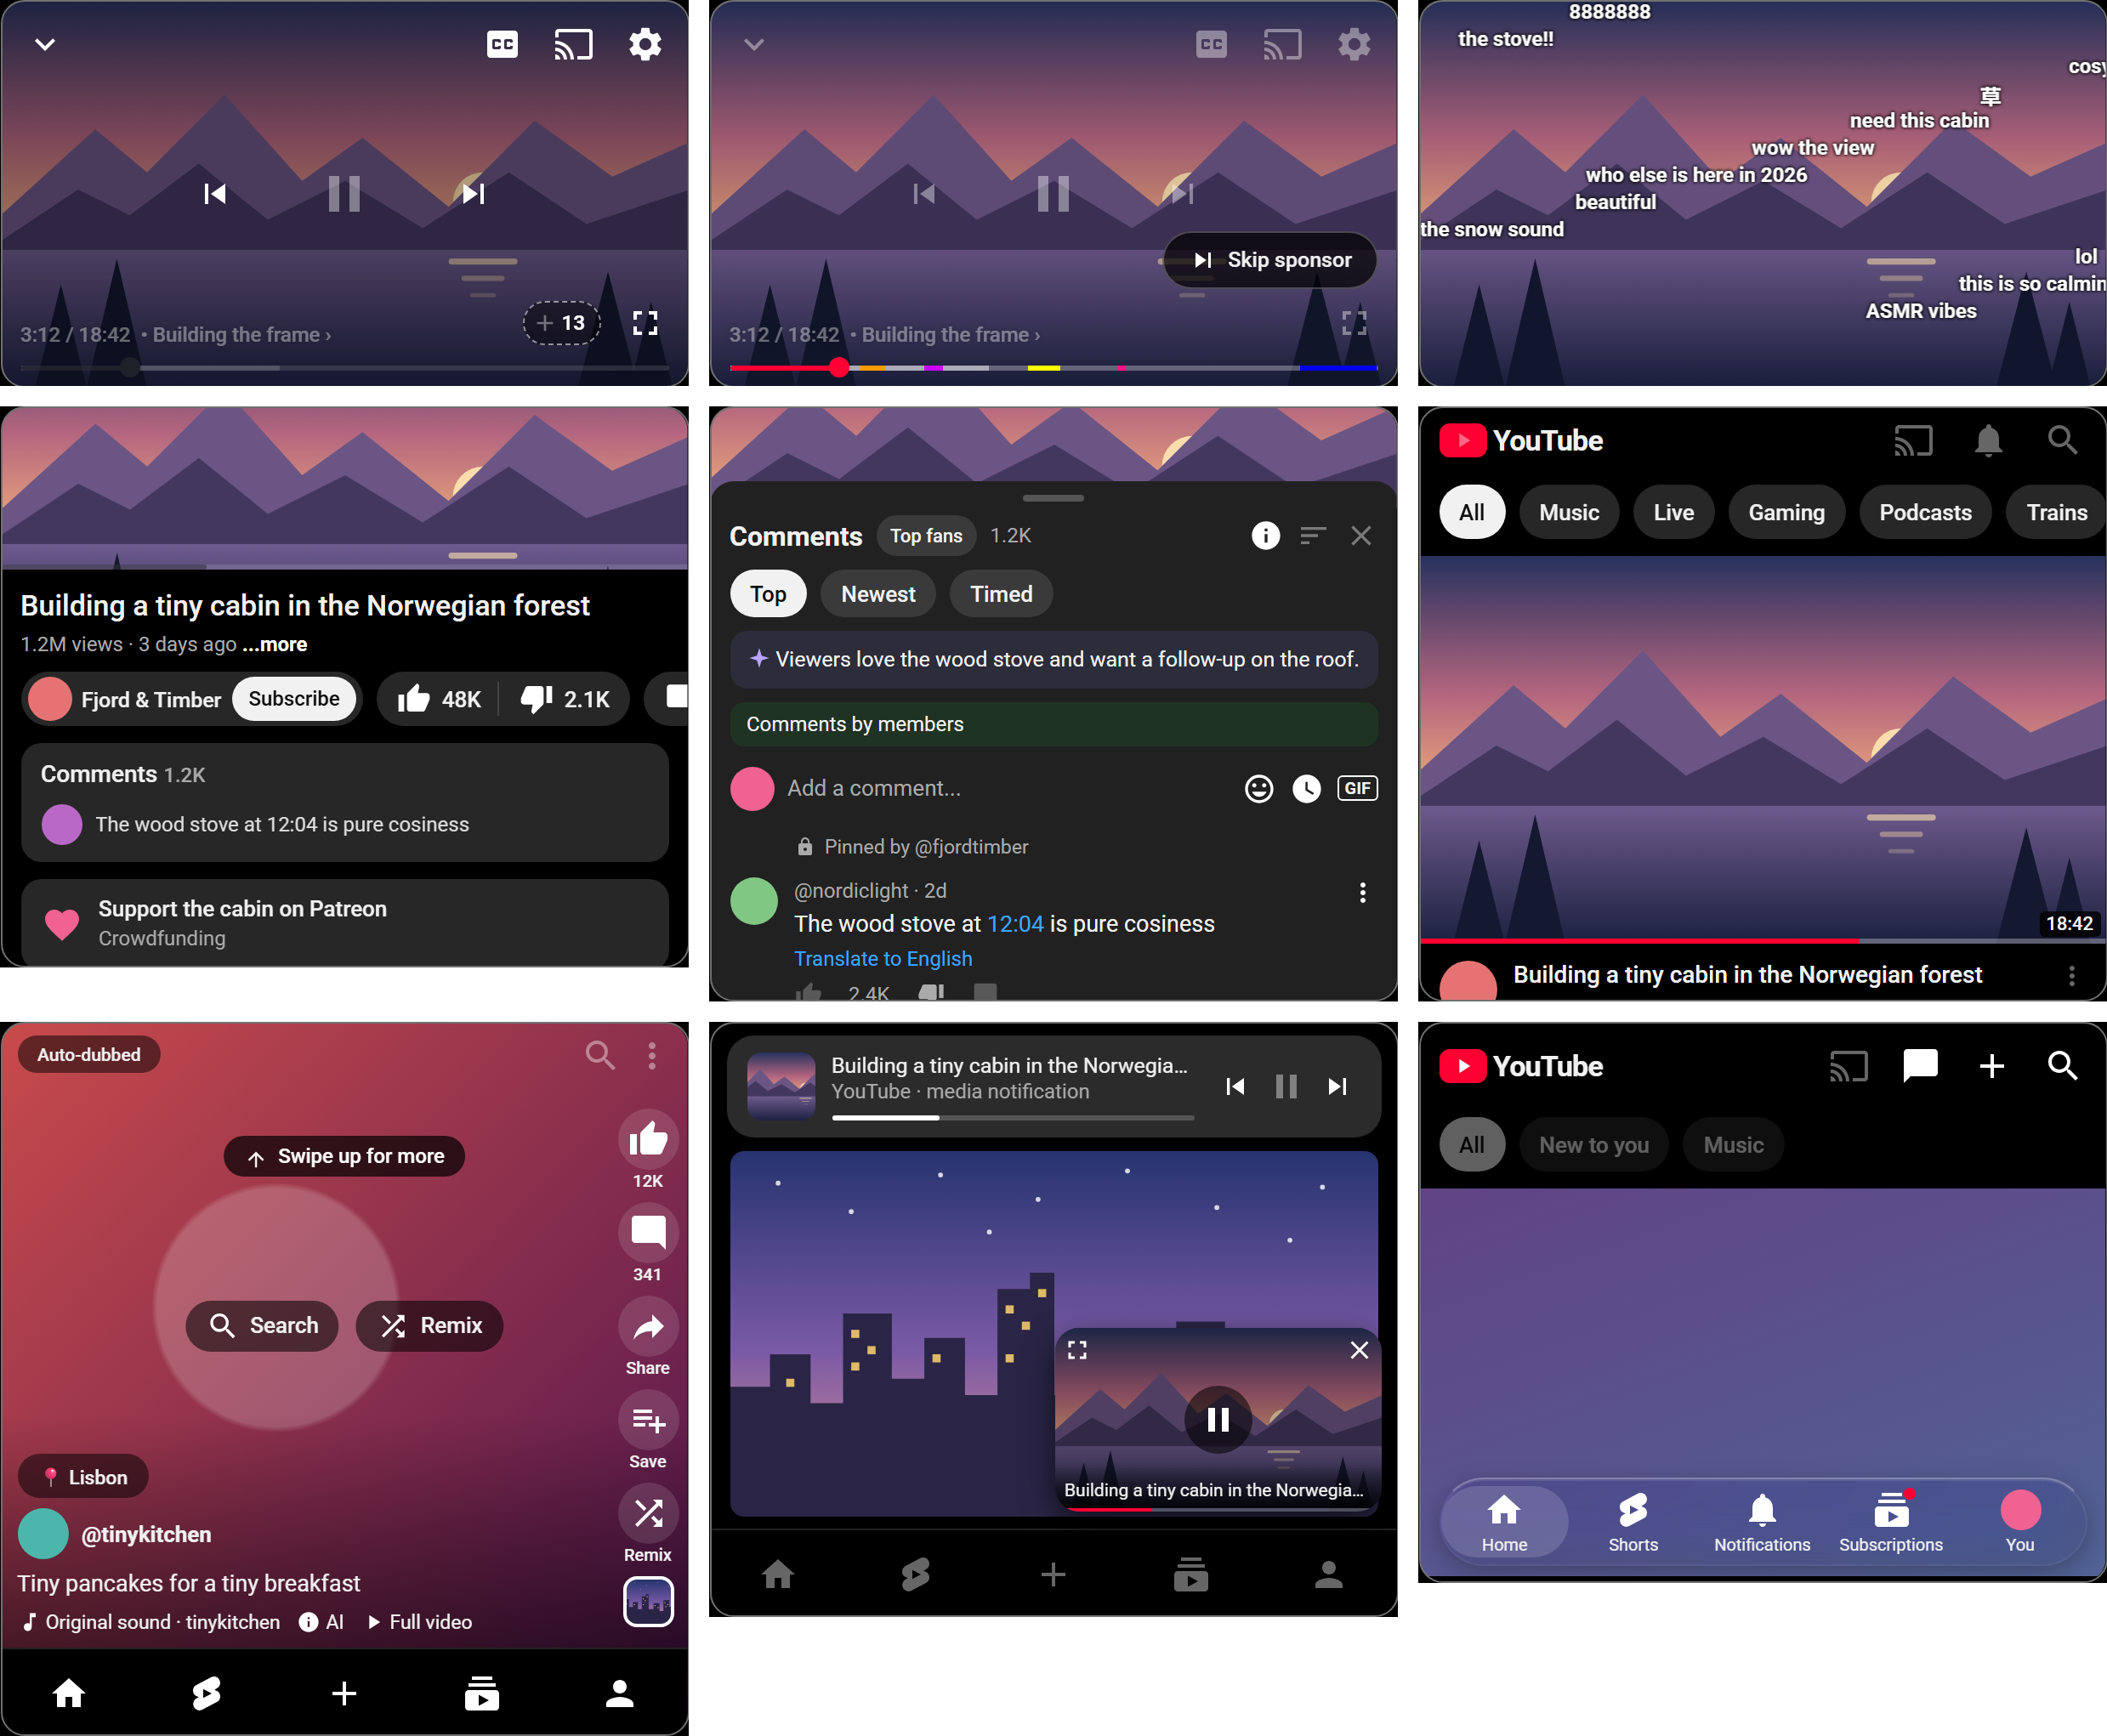 CC
+ 13
3:12 / 18:42 • Building the frame ›
CC
Skip sponsor
3:12 / 18:42 • Building the frame ›
8888888
the stove!!
cosy
草
need this cabin
wow the view
who else is here in 2026
beautiful
the snow sound
lol
this is so calmin
ASMR vibes
Building a tiny cabin in the Norwegian forest
1.2M views · 3 days ago ...more
Fjord & Timber Subscribe 48K 2.1K
Comments 1.2K
The wood stove at 12:04 is pure cosiness
Support the cabin on Patreon
Crowdfunding
Comments Top fans 1.2K
Top Newest Timed
Viewers love the wood stove and want a follow-up on the roof.
Comments by members
Add a comment... GIF
Pinned by @fjordtimber
@nordiclight · 2d
The wood stove at 12:04 is pure cosiness
Translate to English
2.4K
YouTube
All Music Live Gaming Podcasts Trains
18:42
Building a tiny cabin in the Norwegian forest
Auto-dubbed
Swipe up for more
12K
341
Search Remix
Share
Save
Lisbon
@tinykitchen
Remix
Tiny pancakes for a tiny breakfast
Original sound · tinykitchen AI Full video
Building a tiny cabin in the Norwegia...
YouTube · media notification
Building a tiny cabin in the Norwegia...
YouTube
All New to you Music
Home Shorts Notifications Subscriptions You